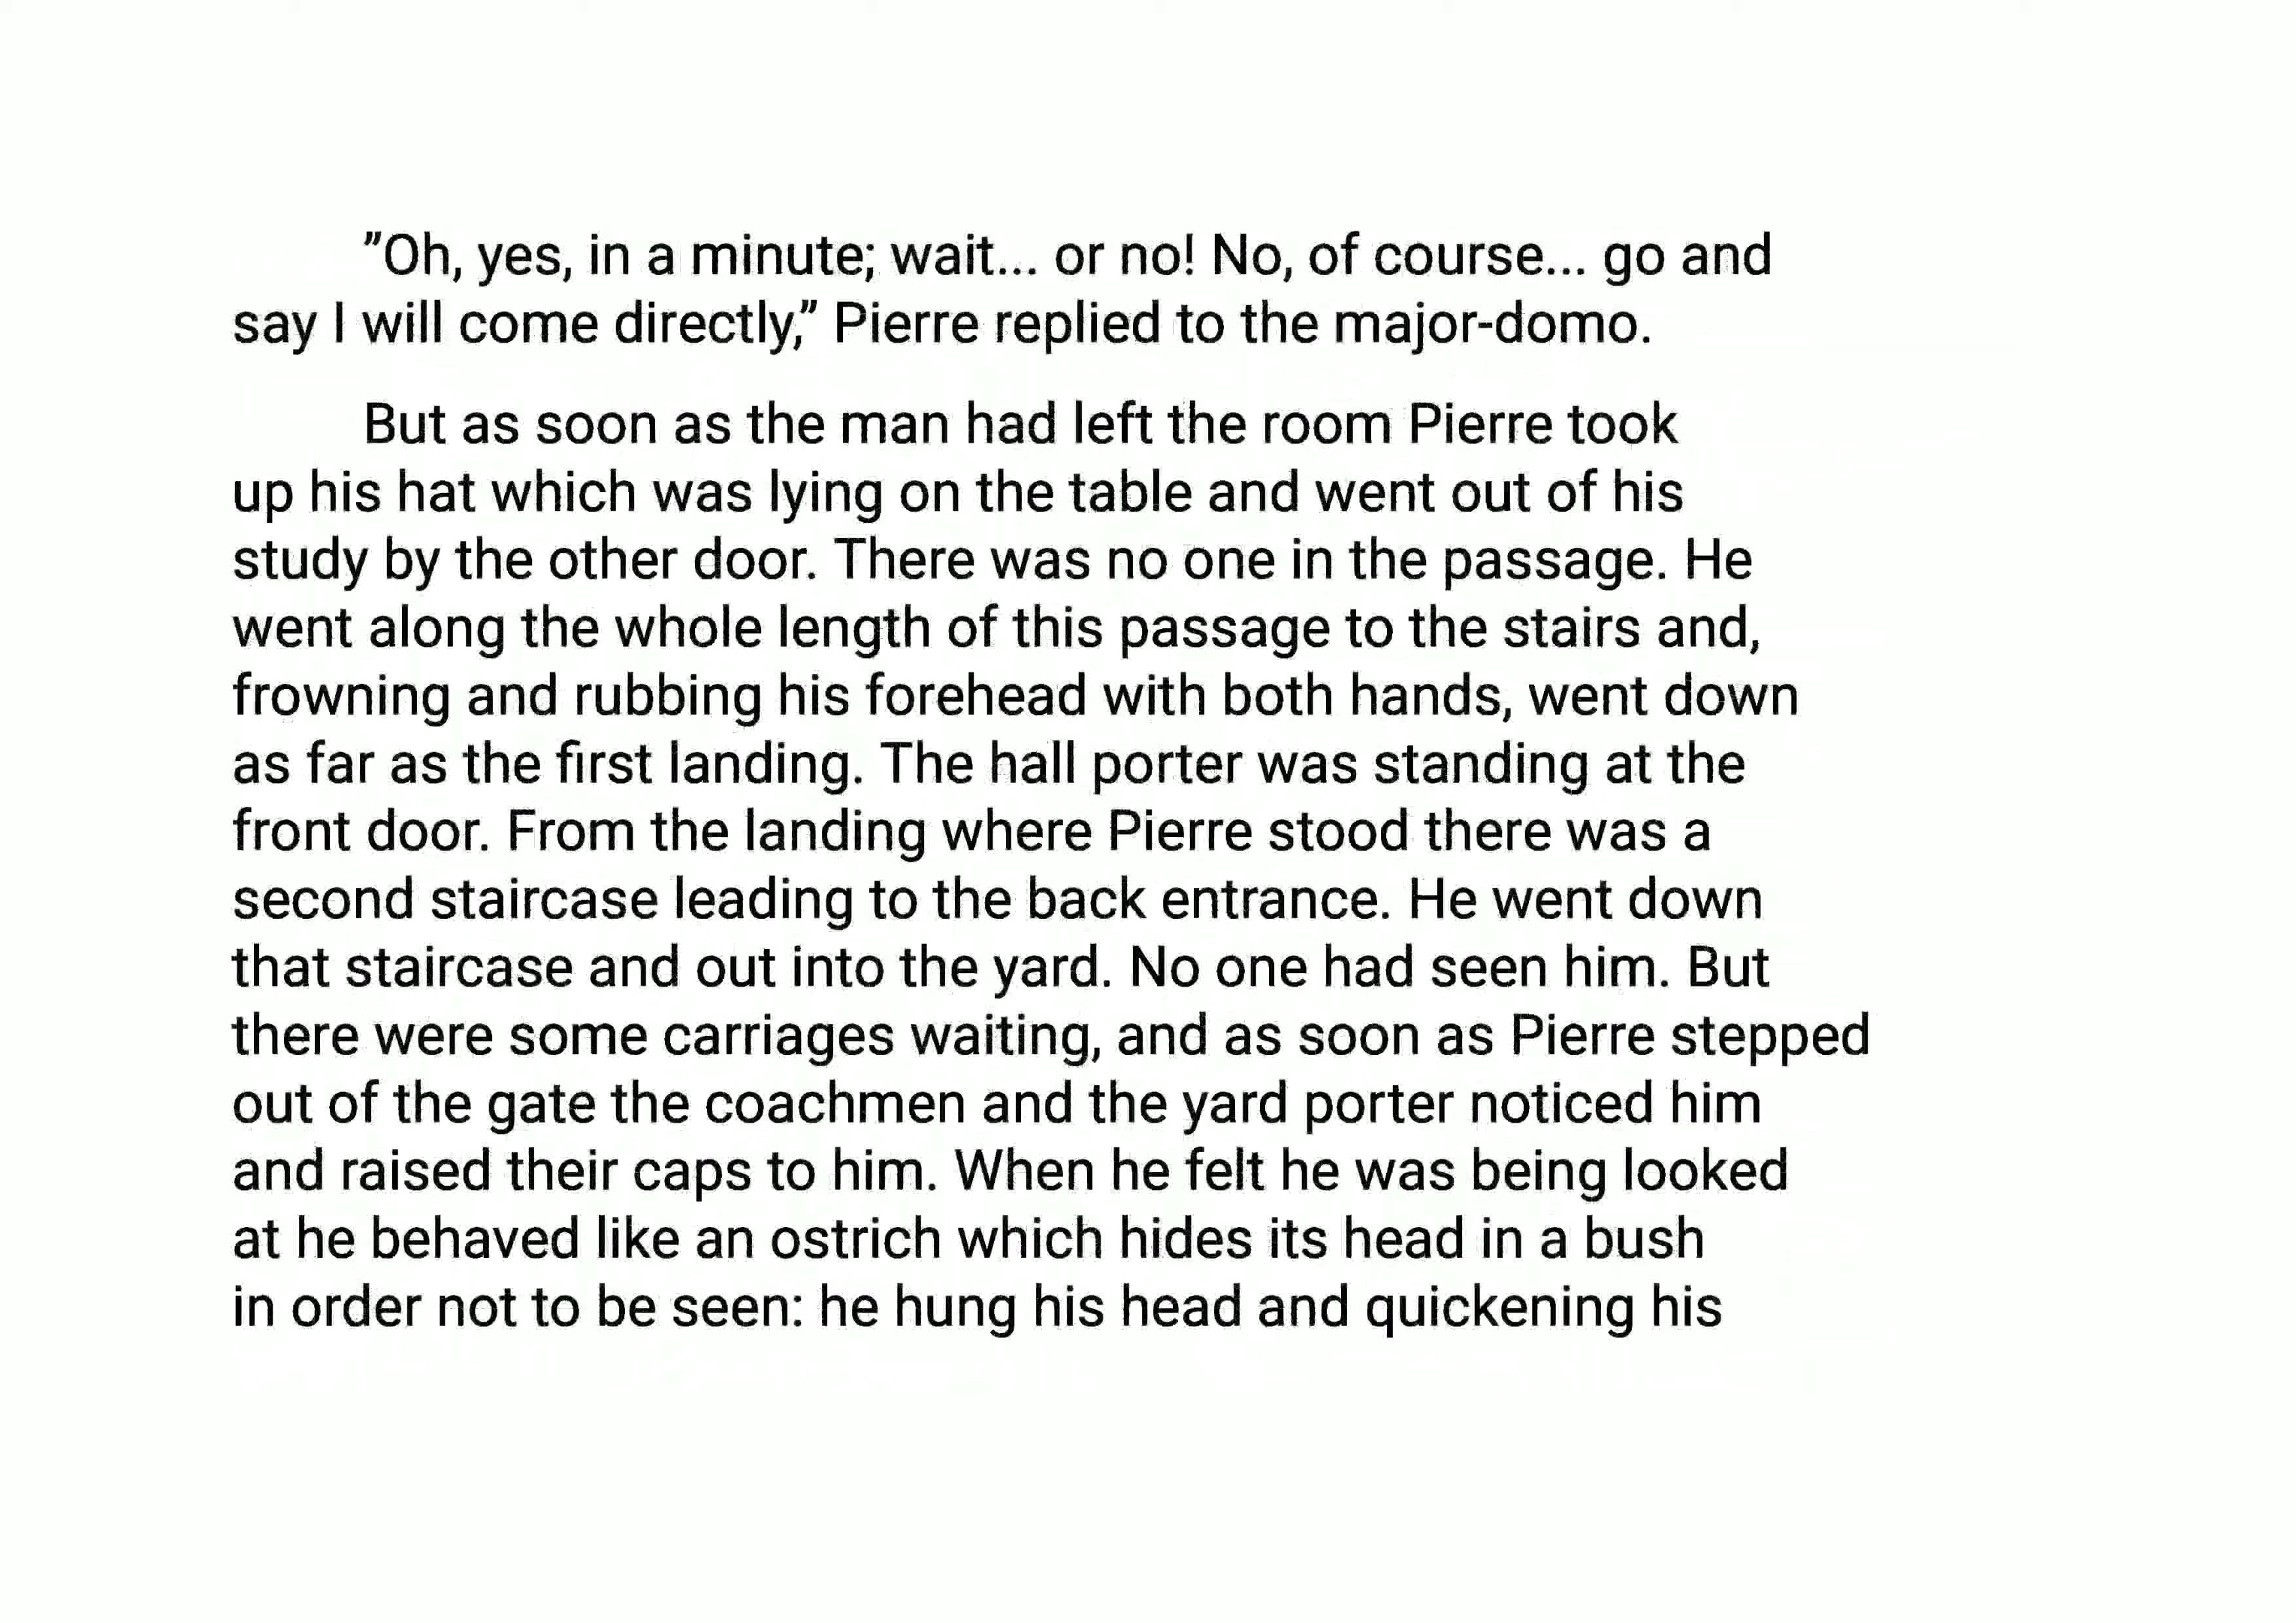 ”Oh, yes, in a minute; wait... or no! No, of course... go and
say I will come directly,” Pierre replied to the major-domo.
But as soon as the man had left the room Pierre took
up his hat which was lying on the table and went out of his
study by the other door. There was no one in the passage. He
went along the whole length of this passage to the stairs and,
frowning and rubbing his forehead with both hands, went down
as far as the first landing. The hall porter was standing at the
front door. From the landing where Pierre stood there was a
second staircase leading to the back entrance. He went down
that staircase and out into the yard. No one had seen him. But
there were some carriages waiting, and as soon as Pierre stepped
out of the gate the coachmen and the yard porter noticed him
and raised their caps to him. When he felt he was being looked
at he behaved like an ostrich which hides its head in a bush
in order not to be seen: he hung his head and quickening his